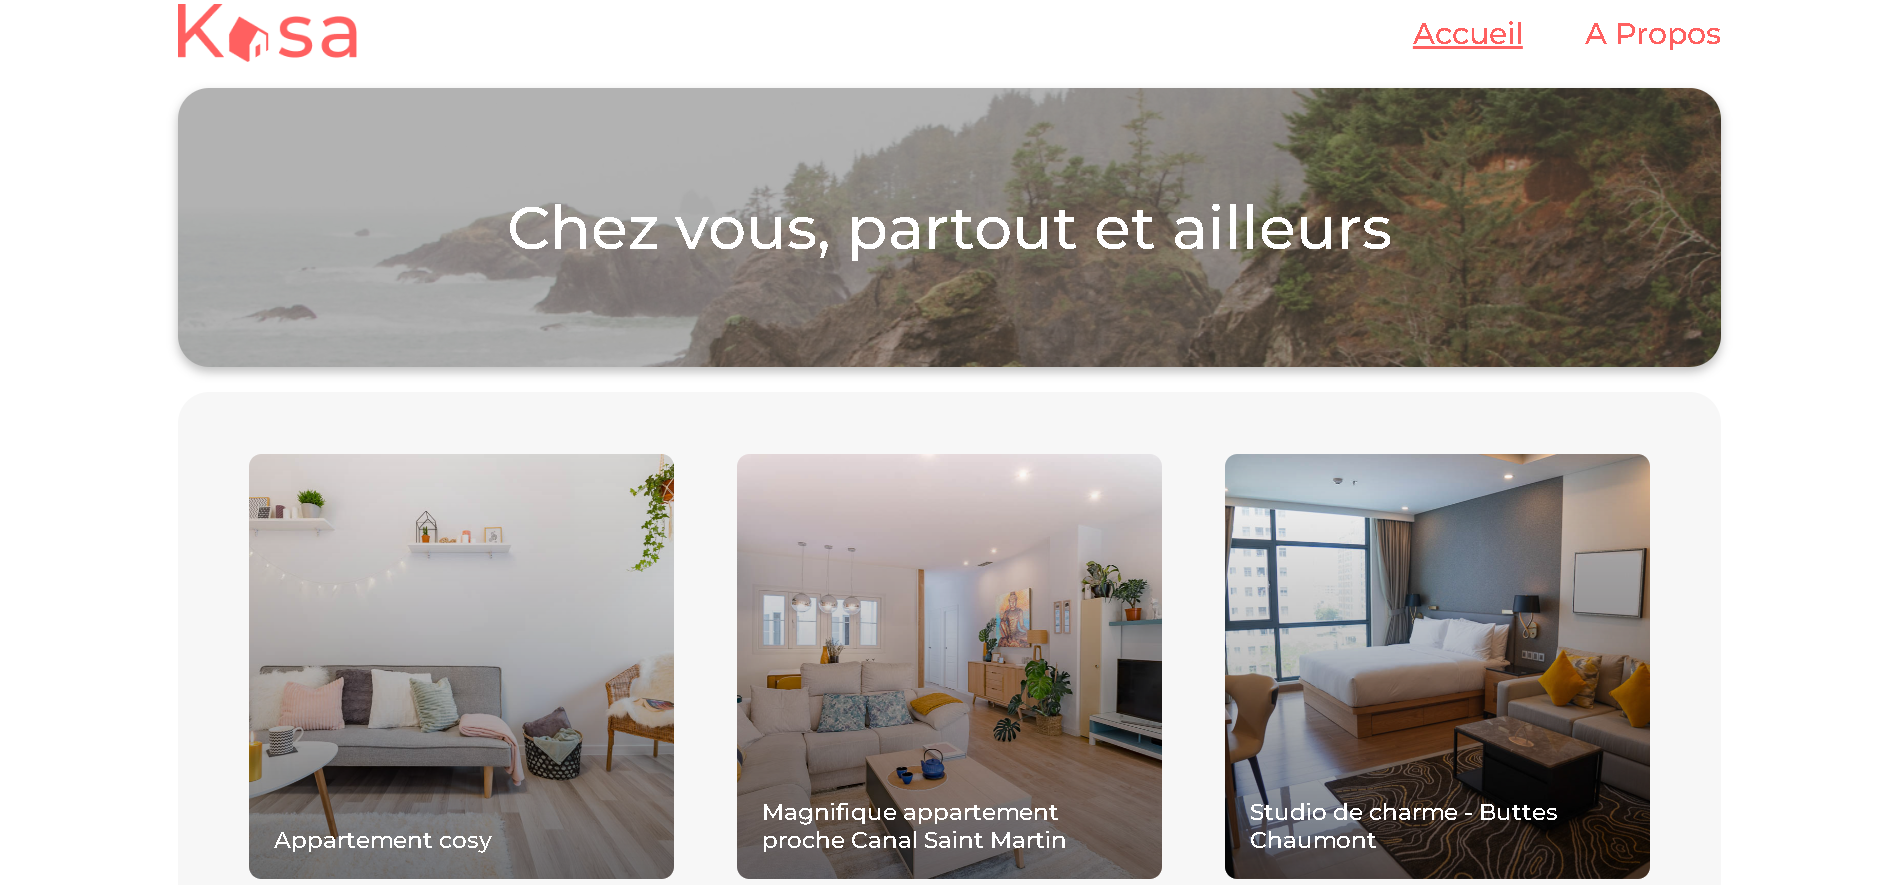 Kasa
Accueil
A Propos
Chez vous, partout et ailleurs
Appartement cosy
Magnifique appartement
proche Canal Saint Martin
Studio de charme - Buttes
Chaumont